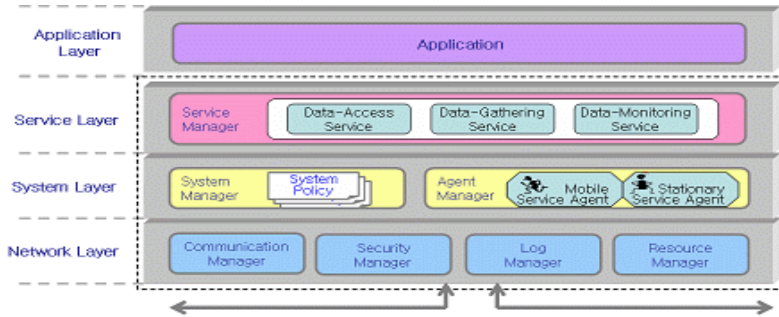 Application
Layer
Application
Service Layer
Service
Manager
Data-Access
Service
Data-Gathering
Service
Data-Monitoring
Service
System Layer
System
Manager
System
Policy
Agent
Manager
Mobile
Service Agent
Stationary
Service Agent
Network Layer
Communication
Manager
Security
Manager
Log
Manager
Resource
Manager